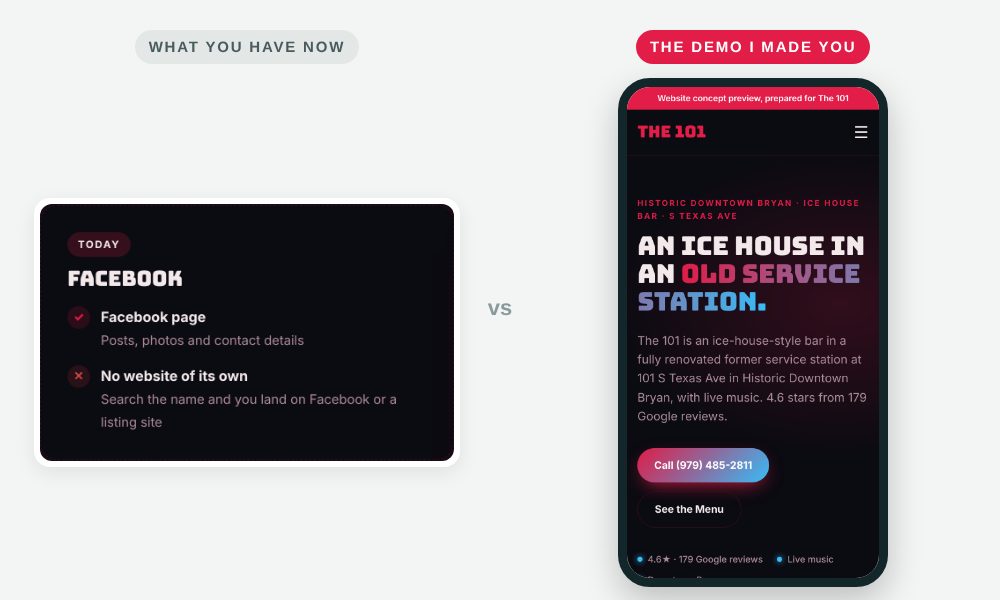 WHAT YOU HAVE NOW
THE DEMO I MADE YOU
TODAY
FACEBOOK
Facebook page
Posts, photos and contact details
No website of its own
Search the name and you land on Facebook or a
listing site
vs
Website concept preview, prepared for The 101
THE 101
HISTORIC DOWNTOWN BRYAN · ICE HOUSE
BAR · S TEXAS AVE
AN ICE HOUSE IN
AN OLD SERVICE
STATION.
The 101 is an ice-house-style bar in a
fully renovated former service station at
101 S Texas Ave in Historic Downtown
Bryan, with live music. 4.6 stars from 179
Google reviews.
Call (979) 485-2811
See the Menu
4.6★ · 179 Google reviews
Live music